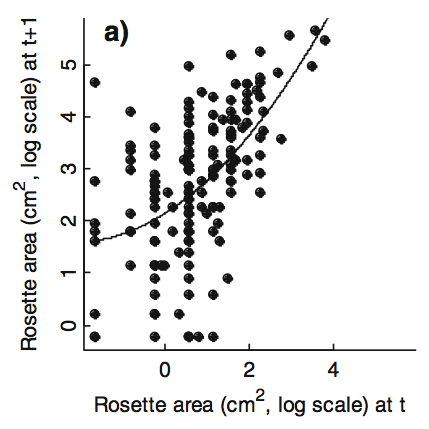 a)
Rosette area (cm2, log scale) at t+1
5
4
3
2
1
0
0 2 4
Rosette area (cm2, log scale) at t